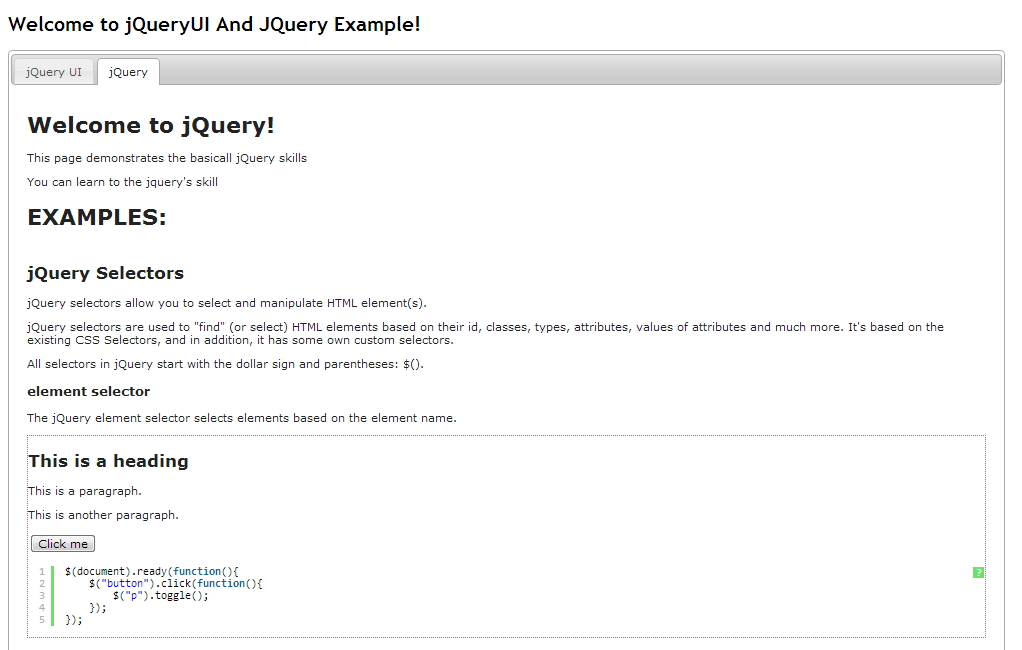 Welcome to jQueryUI And JQuery Example!
jQuery UI
jQuery
Welcome to jQuery!
This page demonstrates the basicall jQuery skills
You can learn to the jquery's skill
EXAMPLES:
jQuery Selectors
jQuery selectors allow you to select and manipulate HTML element(s).
jQuery selectors are used to "find" (or select) HTML elements based on their id, classes, types, attributes, values of attributes and much more. It's based on the
existing CSS Selectors, and in addition, it has some own custom selectors.
All selectors in jQuery start with the dollar sign and parentheses: $().
element selector
The jQuery element selector selects elements based on the element name.
This is a heading
This is a paragraph.
This is another paragraph.
Click me
1 $(document).ready(function(){ ?
2 $("button").click(function(){
3 $("p").toggle();
4 });
5 });